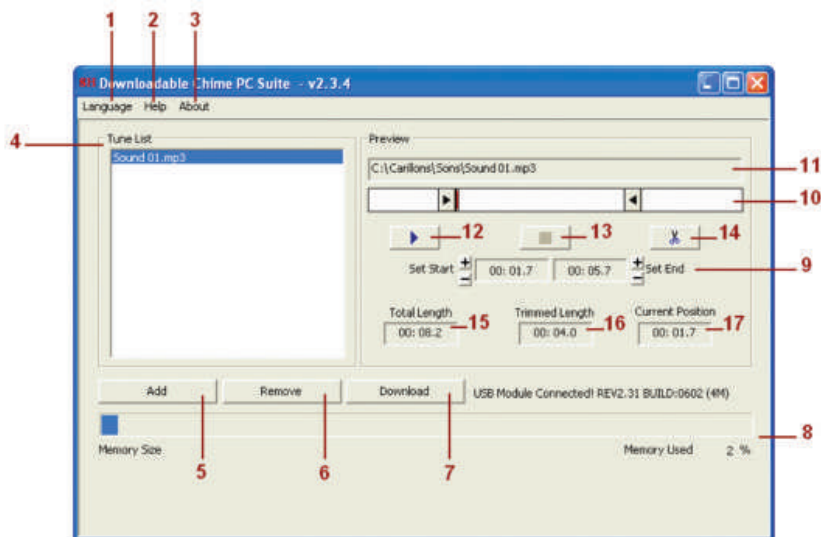 1 2 3
Downloadable Chime PC Suite - v2.3.4
Language Help About
4
Tune List
Sound 01.mp3
Preview
C:\Carillons\Sons\Sound 01.mp3
11
10
12 13 14
Set Start + - 00: 01.7 00: 05.7 + - Set End
9
Total Length Trimmed Length Current Position
00: 08.2 15 00: 04.0 16 00: 01.7 17
Add Remove Download USB Module Connected! REV2.31 BUILD:0602 (4M)
8
Memory Size Memory Used 2 %
5 6 7